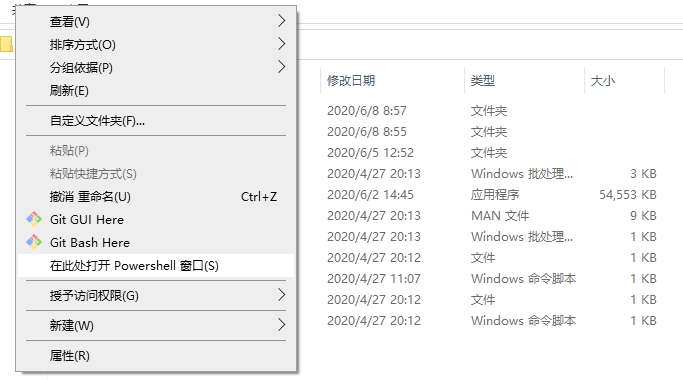 查看(V)
排序方式(O)
分组依据(P)
刷新(E)
自定义文件夹(F)...
粘贴(P)
粘贴快捷方式(S)
撤消 重命名(U) Ctrl+Z
Git GUI Here
Git Bash Here
在此处打开 Powershell 窗口(S)
授予访问权限(G)
新建(W)
属性(R)
修改日期 类型 大小
2020/6/8 8:57 文件夹
2020/6/8 8:55 文件夹
2020/6/5 12:52 文件夹
2020/4/27 20:13 Windows 批处理... 3 KB
2020/6/2 14:45 应用程序 54,553 KB
2020/4/27 20:13 MAN 文件 9 KB
2020/4/27 20:13 Windows 批处理... 1 KB
2020/4/27 20:12 文件 1 KB
2020/4/27 11:07 Windows 命令脚本 1 KB
2020/4/27 20:12 文件 1 KB
2020/4/27 20:12 Windows 命令脚本 1 KB